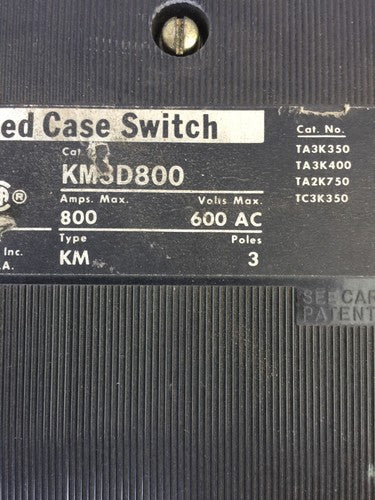 ed Case Switch
Cat.
KM3D800
Amps. Max. Volts Max.
800 600 AC
Type Poles
KM 3
Inc.
.A.
®
Cat. No.
TA3K350
TA3K400
TA2K750
TC3K350
SEE CAR
PATENT